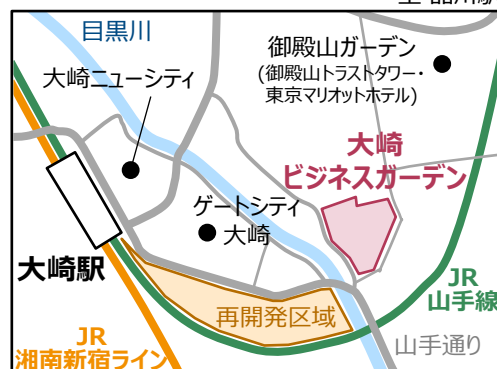 目黒川
大崎ニューシティ
御殿山ガーデン
(御殿山トラストタワー・
東京マリオットホテル)
大崎
ビジネスガーデン
ゲートシティ
大崎
大崎駅
再開発区域
JR
山手線
JR
湘南新宿ライン
山手通り